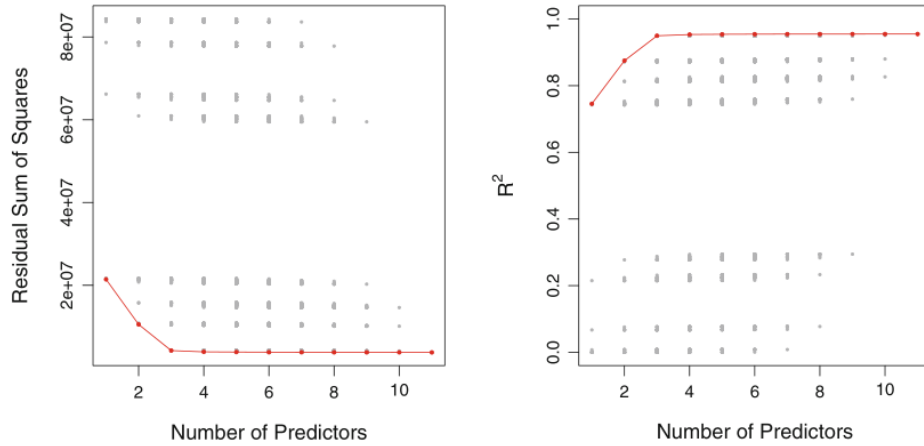 Residual Sum of Squares
8e+07
6e+07
4e+07
2e+07
2 4 6 8 10
Number of Predictors
R²
1.0
0.8
0.6
0.4
0.2
0.0
2 4 6 8 10
Number of Predictors